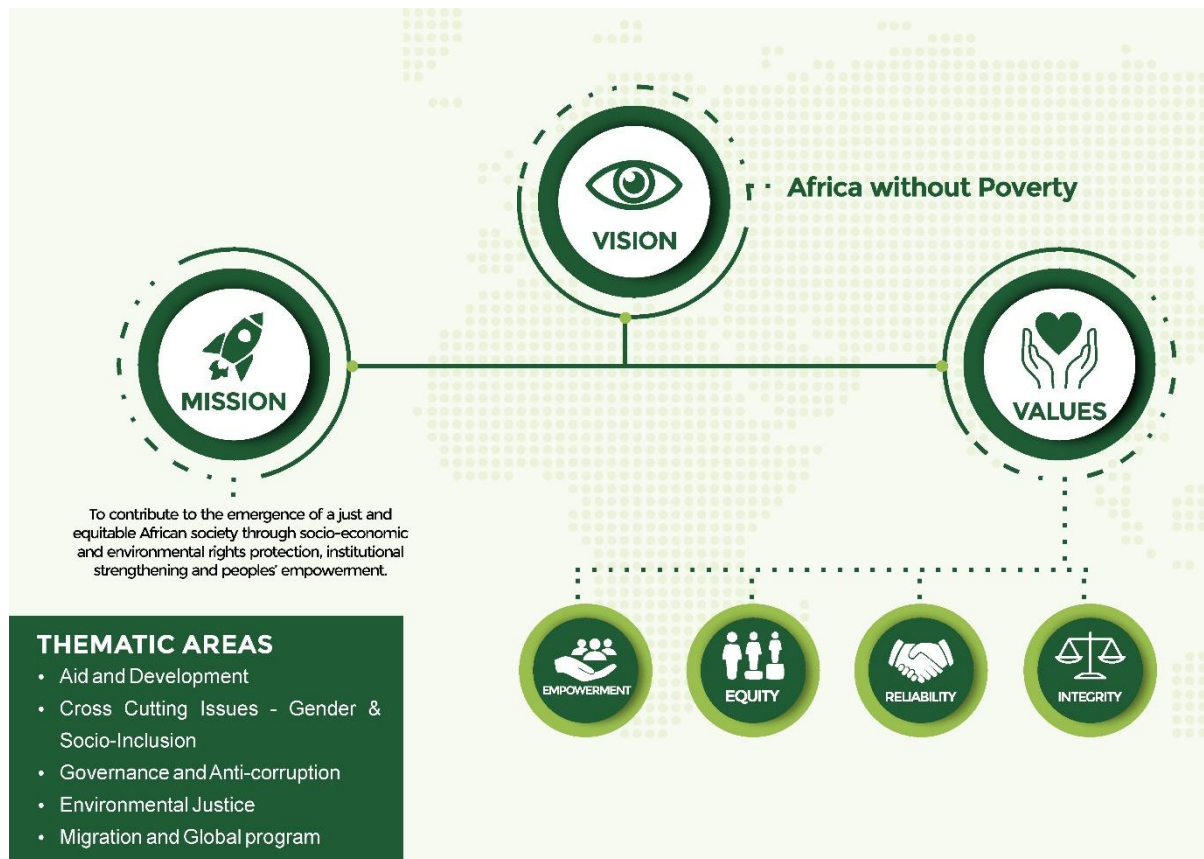 VISION
Africa without Poverty
MISSION
VALUES
To contribute to the emergence of a just and
equitable African society through socio-economic
and environmental rights protection, institutional
strengthening and peoples' empowerment.
EMPOWERMENT
EQUITY
RELIABILITY
INTEGRITY
THEMATIC AREAS
• Aid and Development
• Cross Cutting Issues - Gender &
Socio-Inclusion
• Governance and Anti-corruption
• Environmental Justice
• Migration and Global program